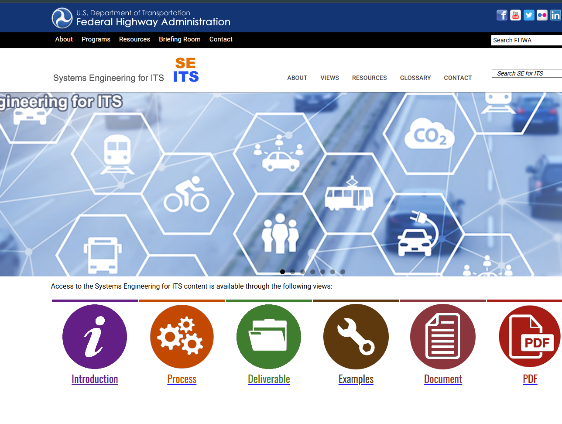 U.S. Department of Transportation
Federal Highway Administration
About Programs Resources Briefing Room Contact
Search FHWA
Systems Engineering for ITS
SE
ITS
ABOUT VIEWS RESOURCES GLOSSARY CONTACT
Search SE for ITS
gineering for ITS
CO2
Access to the Systems Engineering for ITS content is available through the following views:
PDF
Introduction Process Deliverable Examples Document PDF